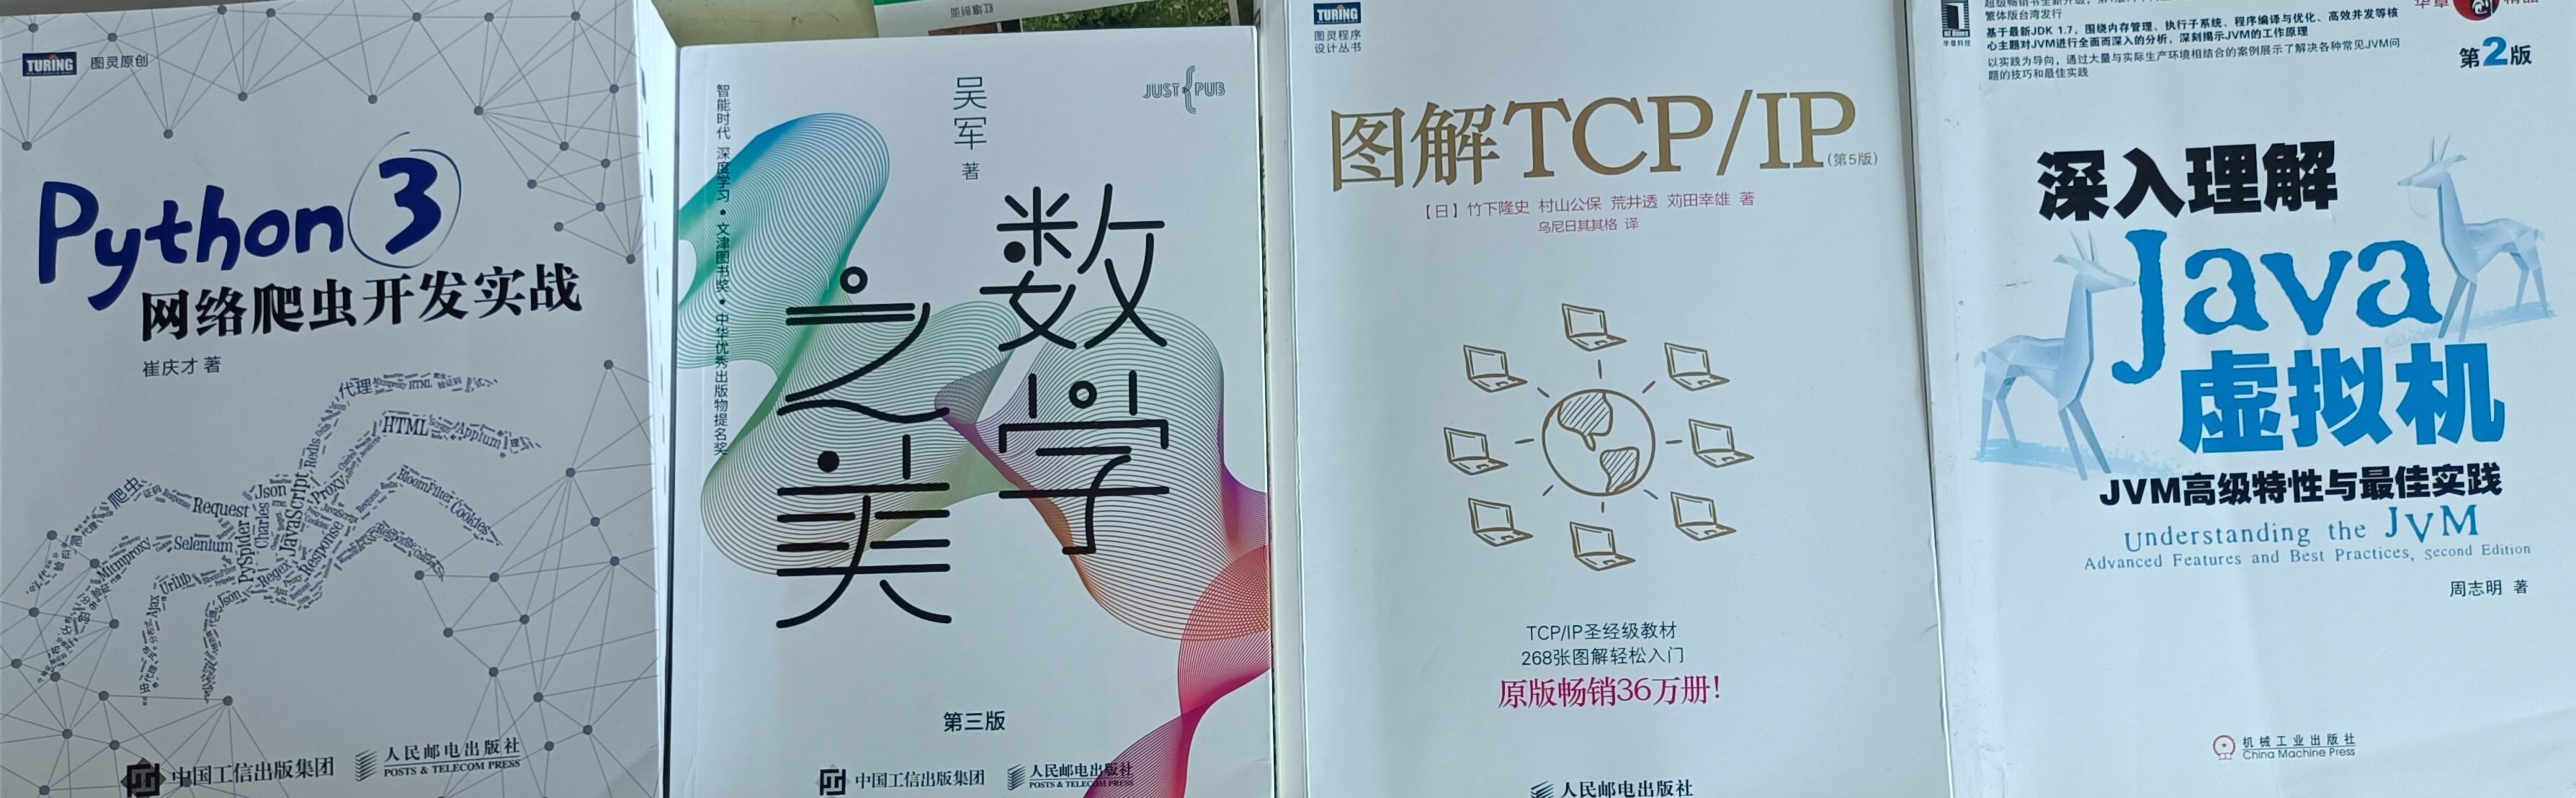 TURING
图灵原创
Python 3
网络爬虫开发实战
崔庆才 著
代理
HTML
HTML
Appium
Redis
爬虫
Request
Json
Proxy
BloomFilter
Cookies
JavaScript
Charles
Selenium
PySpider
Response
Mitmproxy
Urllib
Regex
Ajax
Json
中国工信出版集团
人民邮电出版社
POSTS & TELECOM PRESS
智能时代 深度学习·文津图书奖·中华优秀出版物提名奖
吴军
著
JUST PUB
数学
之美
第三版
中国工信出版集团
人民邮电出版社
POSTS & TELECOM PRESS
TURING
图灵程序
设计丛书
图解TCP/IP(第5版)
【日】竹下隆史 村山公保 荒井透 苅田幸雄 著
乌尼日其其格 译
TCP/IP圣经级教材
268张图解轻松入门
原版畅销36万册!
人民邮电出版社
华章科技
繁体版台湾发行
基于最新JDK 1.7,围绕内存管理、执行子系统、程序编译与优化、高效并发等核
心主题对JVM进行全面而深入的分析,深刻揭示JVM的工作原理
以实践为导向,通过大量与实际生产环境相结合的案例展示了解决各种常见JVM问
题的技巧和最佳实践
第2版
深入理解
Java
虚拟机
JVM高级特性与最佳实践
Understanding the JVM
Advanced Features and Best Practices, Second Edition
周志明 著
机械工业出版社
China Machine Press